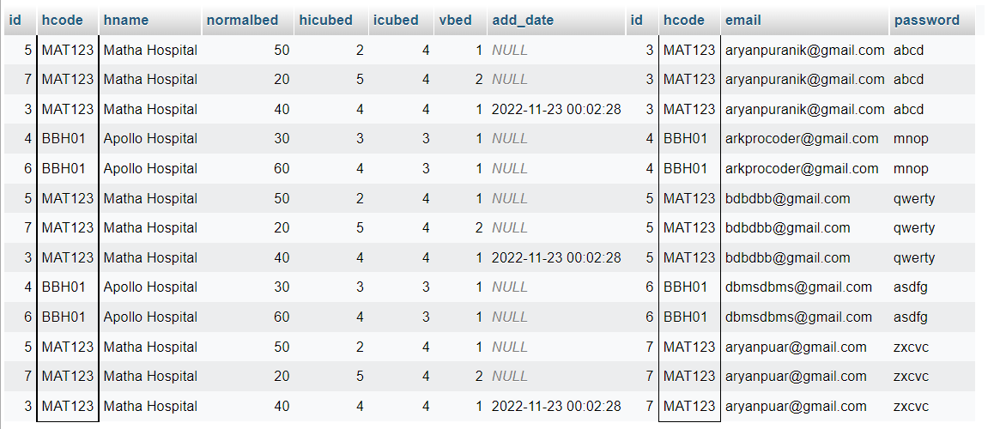 id hcode hname normalbed hicubed icubed vbed add_date id hcode email password
5 MAT123 Matha Hospital 50 2 4 1 NULL 3 MAT123 aryanpuranik@gmail.com abcd
7 MAT123 Matha Hospital 20 5 4 2 NULL 3 MAT123 aryanpuranik@gmail.com abcd
3 MAT123 Matha Hospital 40 4 4 1 2022-11-23 00:02:28 3 MAT123 aryanpuranik@gmail.com abcd
4 BBH01 Apollo Hospital 30 3 3 1 NULL 4 BBH01 arkprocoder@gmail.com mnop
6 BBH01 Apollo Hospital 60 4 3 1 NULL 4 BBH01 arkprocoder@gmail.com mnop
5 MAT123 Matha Hospital 50 2 4 1 NULL 5 MAT123 bdbdbb@gmail.com qwerty
7 MAT123 Matha Hospital 20 5 4 2 NULL 5 MAT123 bdbdbb@gmail.com qwerty
3 MAT123 Matha Hospital 40 4 4 1 2022-11-23 00:02:28 5 MAT123 bdbdbb@gmail.com qwerty
4 BBH01 Apollo Hospital 30 3 3 1 NULL 6 BBH01 dbmsdbms@gmail.com asdfg
6 BBH01 Apollo Hospital 60 4 3 1 NULL 6 BBH01 dbmsdbms@gmail.com asdfg
5 MAT123 Matha Hospital 50 2 4 1 NULL 7 MAT123 aryanpuar@gmail.com zxcvc
7 MAT123 Matha Hospital 20 5 4 2 NULL 7 MAT123 aryanpuar@gmail.com zxcvc
3 MAT123 Matha Hospital 40 4 4 1 2022-11-23 00:02:28 7 MAT123 aryanpuar@gmail.com zxcvc